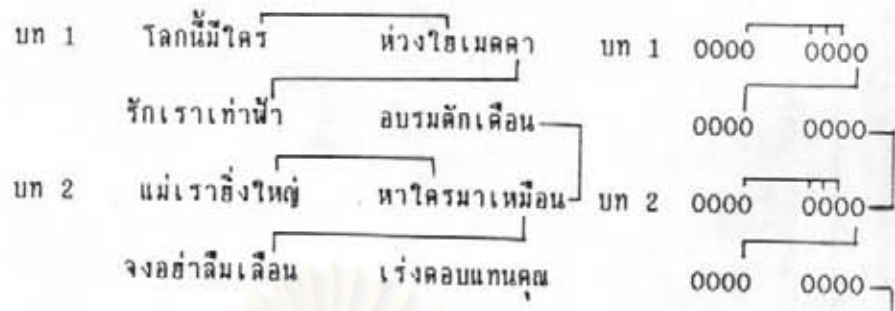 บท 1 โลกนี้มีใคร ห่วงใยเมตตา บท 1 0000 0000
รักเราเท่าฟ้า อบรมตักเตือน 0000 0000
บท 2 แม่เรายิ่งใหญ่ หาใครมาเหมือน บท 2 0000 0000
จงอย่าลืมเลือน เร่งตอบแทนคุณ 0000 0000